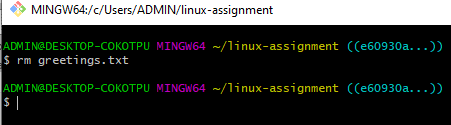 MINGW64:/c/Users/ADMIN/linux-assignment
ADMIN@DESKTOP-COKOTPU MINGW64 ~/linux-assignment ((e60930a...))
$ rm greetings.txt
ADMIN@DESKTOP-COKOTPU MINGW64 ~/linux-assignment ((e60930a...))
$